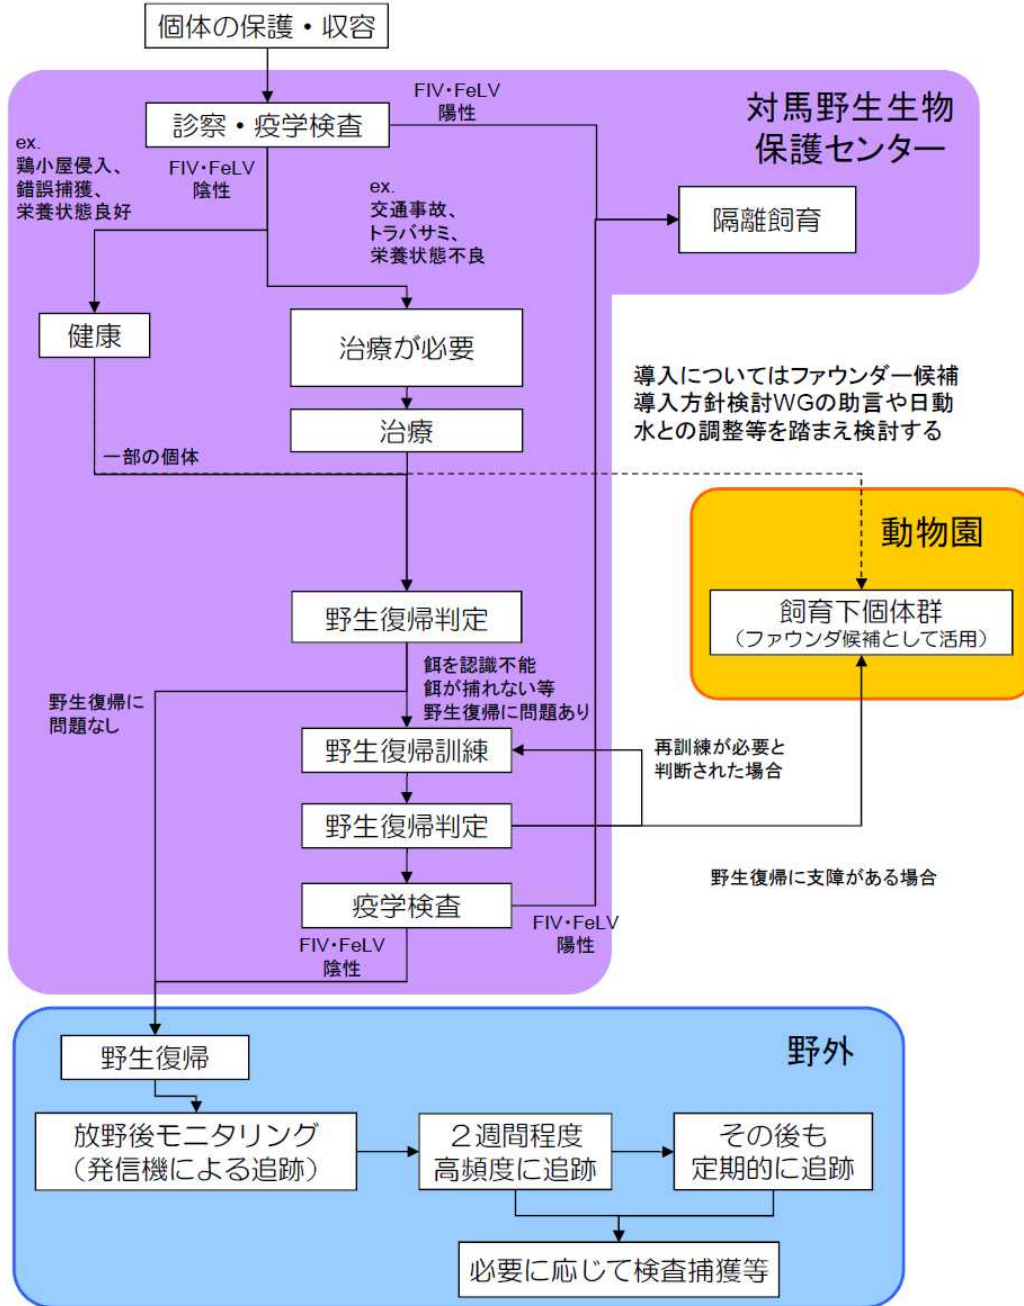 個体の保護・収容
対馬野生生物
保護センター
FIV・FeLV
陽性
診察・疫学検査
ex.
鶏小屋侵入、
錯誤捕獲、
栄養状態良好
FIV・FeLV
陰性
ex.
交通事故、
トラバサミ、
栄養状態不良
隔離飼育
健康
治療が必要
治療
導入についてはファウンダー候補
導入方針検討WGの助言や日動
水との調整等を踏まえ検討する
一部の個体
動物園
飼育下個体群
（ファウンダ候補として活用）
野生復帰判定
餌を認識不能
餌が捕れない等
野生復帰に問題あり
野生復帰に
問題なし
野生復帰訓練
再訓練が必要と
判断された場合
野生復帰判定
野生復帰に支障がある場合
疫学検査
FIV・FeLV
陽性
FIV・FeLV
陰性
野外
野生復帰
放野後モニタリング
（発信機による追跡）
２週間程度
高頻度に追跡
その後も
定期的に追跡
必要に応じて検査捕獲等